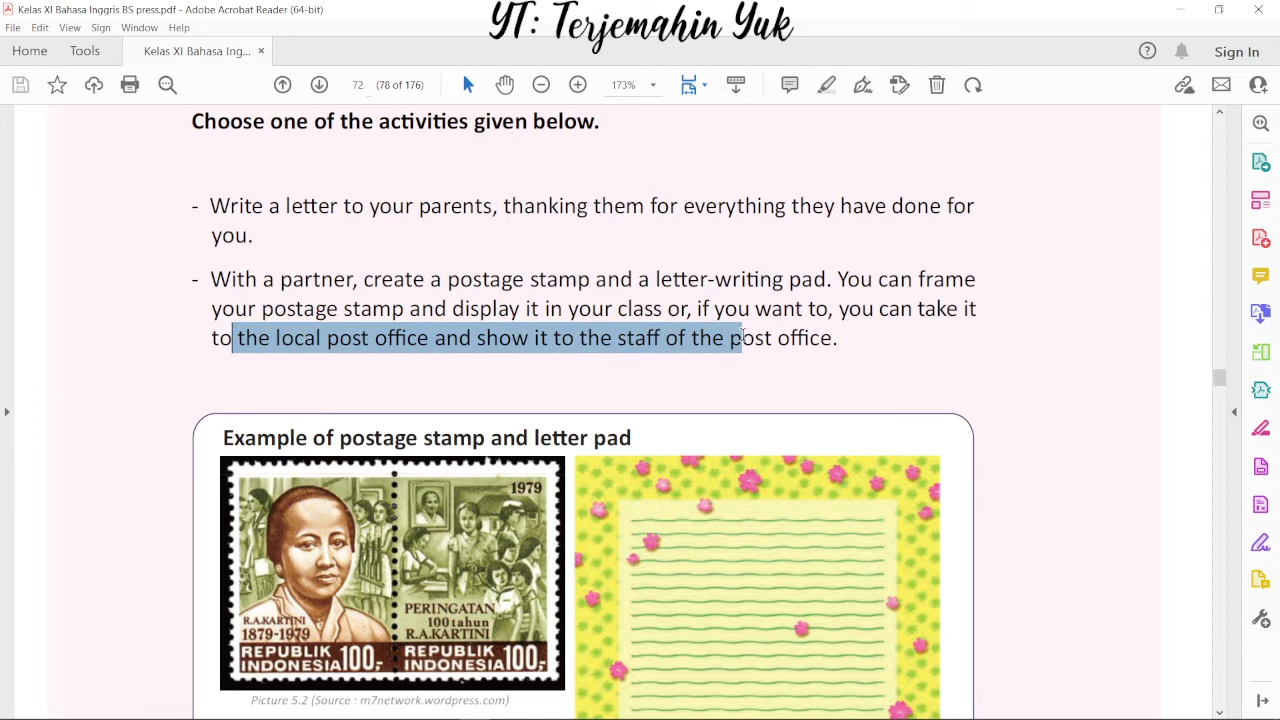 Kelas XI Bahasa Inggris BS press.pdf - Adobe Acrobat Reader (64-bit)
YT: Terjemahin Yuk
File Edit View Sign Window Help
Home Tools Kelas XI Bahasa Ing... × Sign In
72 (78 of 176) 173%
Choose one of the activities given below.
- Write a letter to your parents, thanking them for everything they have done for
you.
- With a partner, create a postage stamp and a letter-writing pad. You can frame
your postage stamp and display it in your class or, if you want to, you can take it
to the local post office and show it to the staff of the post office.
Example of postage stamp and letter pad
1979
R.A.KARTINI
1879-1979
REPUBLIK
INDONESIA 100,-
PERINGATAN
100 tahun
R.A.KARTINI
REPUBLIK
INDONESIA 100,-
Picture 5.2 (Source : m7network.wordpress.com)